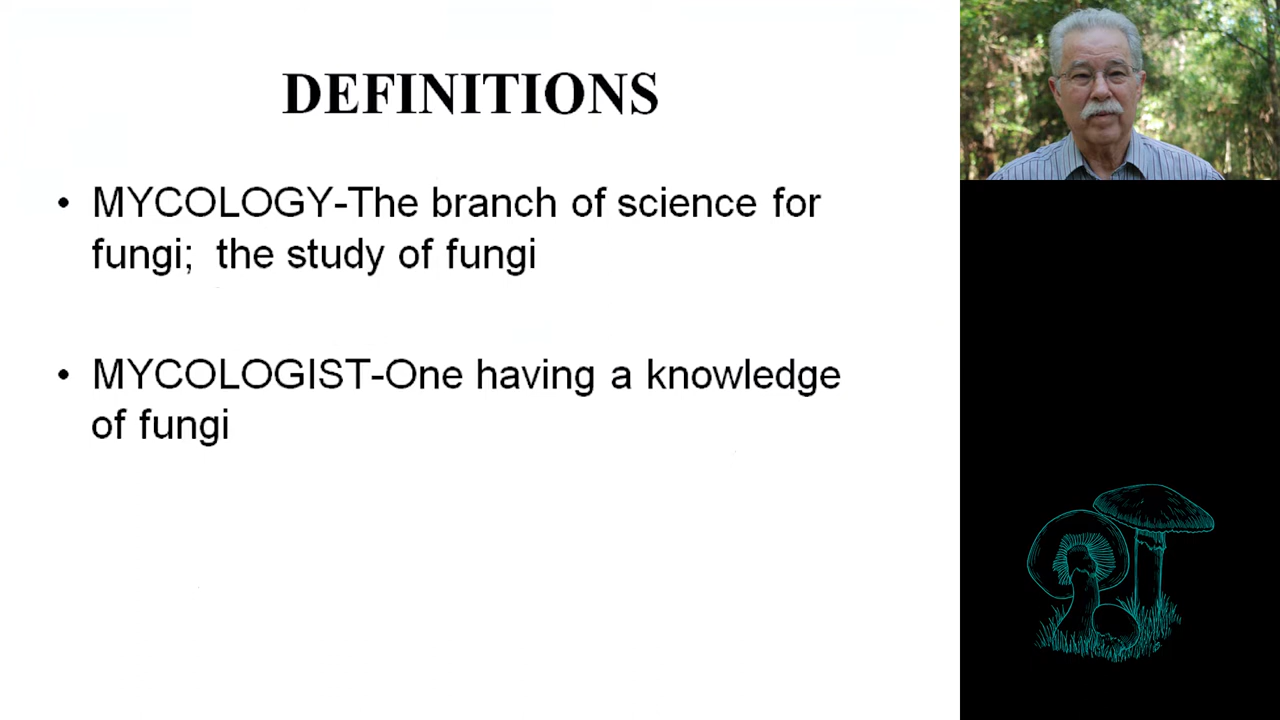 DEFINITIONS
• MYCOLOGY-The branch of science for
fungi;  the study of fungi
• MYCOLOGIST-One having a knowledge
of fungi